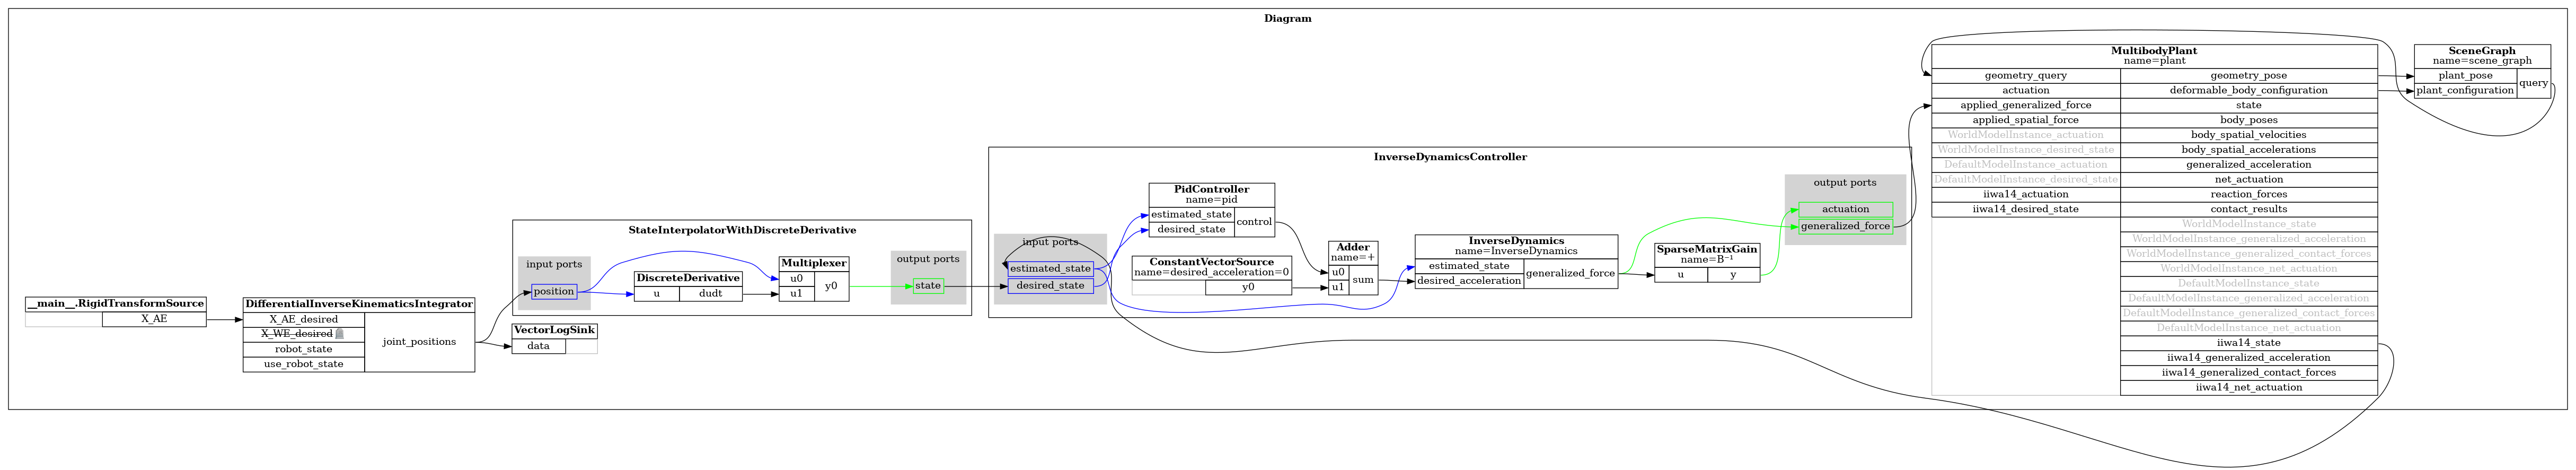 Diagram
__main__.RigidTransformSource
X_AE
DifferentialInverseKinematicsIntegrator
X_AE_desired
X_WE_desired🪦
robot_state
use_robot_state
joint_positions
StateInterpolatorWithDiscreteDerivative
input ports
position
DiscreteDerivative
u
dudt
Multiplexer
u0
u1
y0
output ports
state
VectorLogSink
data
InverseDynamicsController
input ports
estimated_state
desired_state
PidController
name=pid
estimated_state
desired_state
control
ConstantVectorSource
name=desired_acceleration=0
y0
Adder
name=+
u0
u1
sum
InverseDynamics
name=InverseDynamics
estimated_state
desired_acceleration
generalized_force
SparseMatrixGain
name=B⁻¹
u
y
output ports
actuation
generalized_force
MultibodyPlant
name=plant
geometry_query
actuation
applied_generalized_force
applied_spatial_force
WorldModelInstance_actuation
WorldModelInstance_desired_state
DefaultModelInstance_actuation
DefaultModelInstance_desired_state
iiwa14_actuation
iiwa14_desired_state
geometry_pose
deformable_body_configuration
state
body_poses
body_spatial_velocities
body_spatial_accelerations
generalized_acceleration
net_actuation
reaction_forces
contact_results
WorldModelInstance_state
WorldModelInstance_generalized_acceleration
WorldModelInstance_generalized_contact_forces
WorldModelInstance_net_actuation
DefaultModelInstance_state
DefaultModelInstance_generalized_acceleration
DefaultModelInstance_generalized_contact_forces
DefaultModelInstance_net_actuation
iiwa14_state
iiwa14_generalized_acceleration
iiwa14_generalized_contact_forces
iiwa14_net_actuation
SceneGraph
name=scene_graph
plant_pose
plant_configuration
query